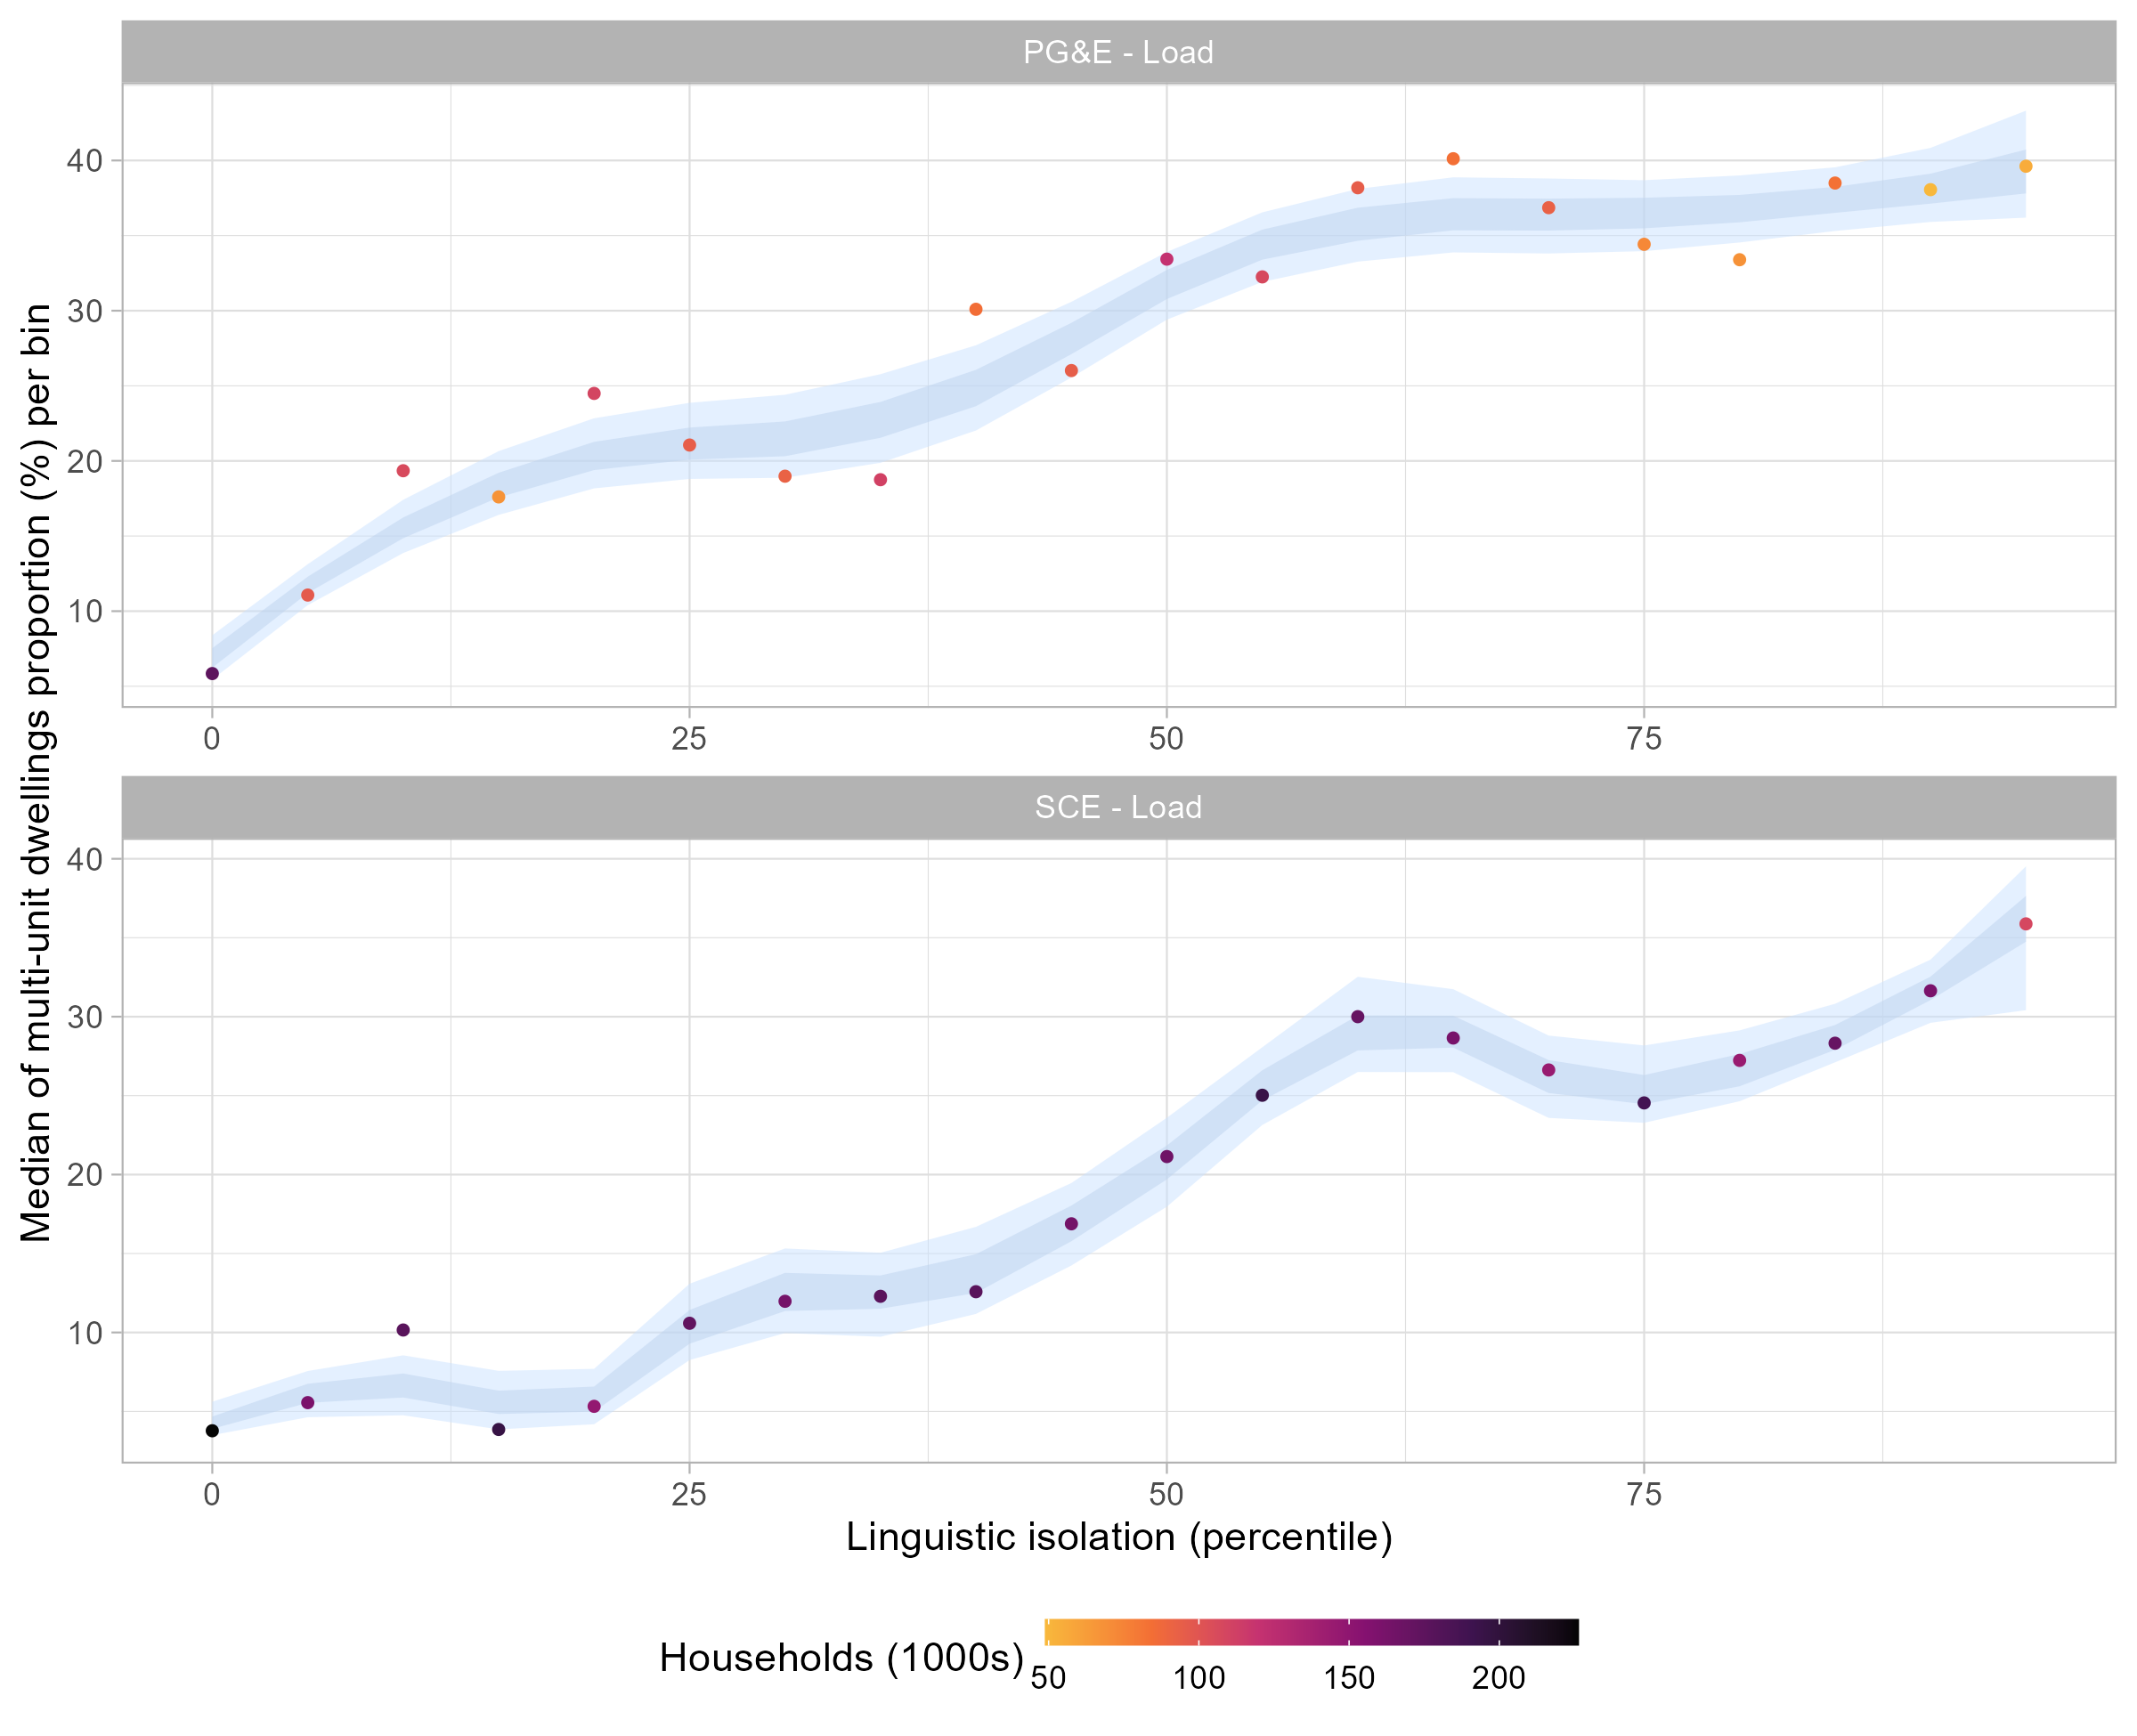 PG&E - Load
40
30
20
10
0 25 50 75
Median of multi-unit dwellings proportion (%) per bin
SCE - Load
40
30
20
10
0 25 50 75
Linguistic isolation (percentile)
Households (1000s)
50 100 150 200